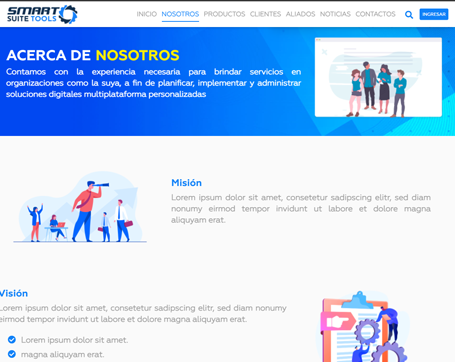 SMART
SUITE TOOLS
INICIO NOSOTROS PRODUCTOS CLIENTES ALIADOS NOTICIAS CONTACTOS INGRESAR
ACERCA DE NOSOTROS
Contamos con la experiencia necesaria para brindar servicios en
organizaciones como la suya, a fin de planificar, implementar y administrar
soluciones digitales multiplataforma personalizadas
Misión
Lorem ipsum dolor sit amet, consetetur sadipscing elitr, sed diam
nonumy eirmod tempor invidunt ut labore et dolore magna
aliquyam erat.
Visión
Lorem ipsum dolor sit amet, consetetur sadipscing elitr, sed diam nonumy
eirmod tempor invidunt ut labore et dolore magna aliquyam erat.
Lorem ipsum dolor sit amet.
magna aliquyam erat.